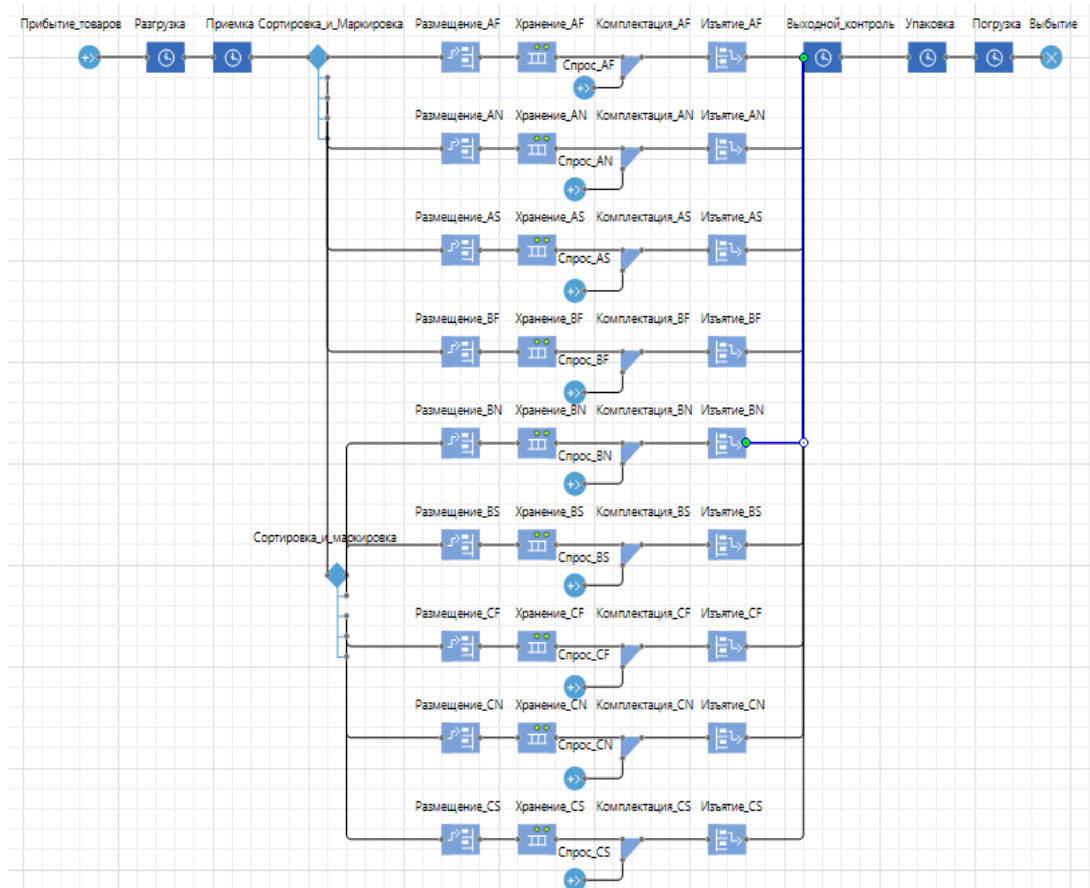 Прибытие_товаров Разгрузка Приемка Сортировка_и_Маркировка Размещение_AF Хранение_AF Комплектация_AF Изъятие_AF Выходной_контроль Упаковка Погрузка Выбытие
Спрос_AF
Размещение_AN Хранение_AN Комплектация_AN Изъятие_AN
Спрос_AN
Размещение_AS Хранение_AS Комплектация_AS Изъятие_AS
Спрос_AS
Размещение_BF Хранение_BF Комплектация_BF Изъятие_BF
Спрос_BF
Размещение_BN Хранение_BN Комплектация_BN Изъятие_BN
Спрос_BN
Размещение_BS Хранение_BS Комплектация_BS Изъятие_BS
Сортировка_и_маркировка
Спрос_BS
Размещение_CF Хранение_CF Комплектация_CF Изъятие_CF
Спрос_CF
Размещение_CN Хранение_CN Комплектация_CN Изъятие_CN
Спрос_CN
Размещение_CS Хранение_CS Комплектация_CS Изъятие_CS
Спрос_CS